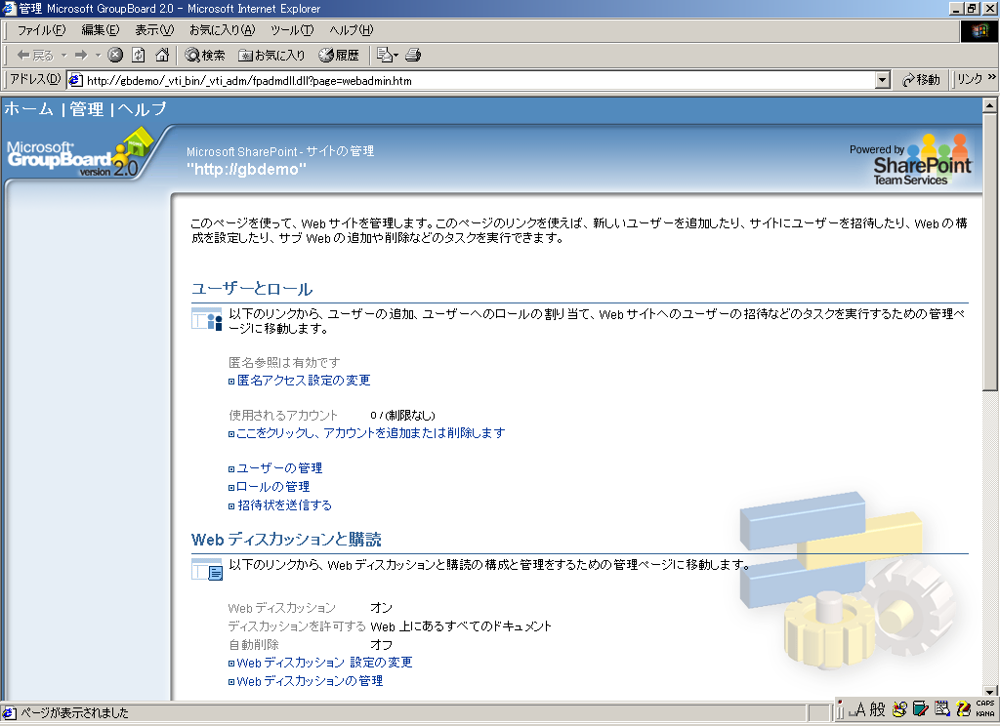 管理 Microsoft GroupBoard 2.0 - Microsoft Internet Explorer
ファイル(F) 編集(E) 表示(V) お気に入り(A) ツール(T) ヘルプ(H)
戻る 検索 お気に入り 履歴
アドレス(D) http://gbdemo/_vti_bin/_vti_adm/fpadmdll.dll?page=webadmin.htm 移動 リンク »
ホーム | 管理 | ヘルプ
Microsoft
GroupBoard
version 2.0
Microsoft SharePoint - サイトの管理
"http://gbdemo"
Powered by
SharePoint
Team Services
このページを使って、Web サイトを管理します。このページのリンクを使えば、新しいユーザーを追加したり、サイトにユーザーを招待したり、Web の構
成を設定したり、サブ Web の追加や削除などのタスクを実行できます。
ユーザーとロール
以下のリンクから、ユーザーの追加、ユーザーへのロールの割り当て、Web サイトへのユーザーの招待などのタスクを実行するための管理ペ
ージに移動します。
匿名参照は有効です
匿名アクセス設定の変更
使用されるアカウント 0 / (制限なし)
ここをクリックし、アカウントを追加または削除します
ユーザーの管理
ロールの管理
招待状を送信する
Web ディスカッションと購読
以下のリンクから、Web ディスカッションと購読の構成と管理をするための管理ページに移動します。
Web ディスカッション オン
ディスカッションを許可する Web 上にあるすべてのドキュメント
自動削除 オフ
Web ディスカッション 設定の変更
Web ディスカッションの管理
ページが表示されました
A 般 CAPS
KANA